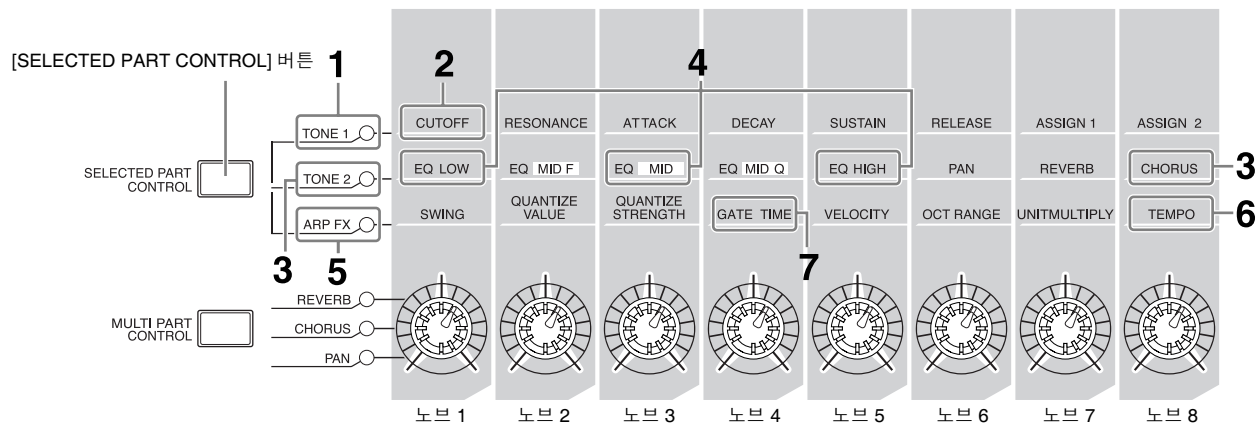 [SELECTED PART CONTROL] 버튼
1
2
4
TONE 1
CUTOFF
RESONANCE
ATTACK
DECAY
SUSTAIN
RELEASE
ASSIGN 1
ASSIGN 2
SELECTED PART
CONTROL
TONE 2
EQ LOW
EQ MID F
EQ MID
EQ MID Q
EQ HIGH
PAN
REVERB
CHORUS
3
ARP FX
SWING
QUANTIZE
VALUE
QUANTIZE
STRENGTH
GATE TIME
VELOCITY
OCT RANGE
UNITMULTIPLY
TEMPO
6
3
5
7
MULTI PART
CONTROL
REVERB
CHORUS
PAN
노브 1
노브 2
노브 3
노브 4
노브 5
노브 6
노브 7
노브 8